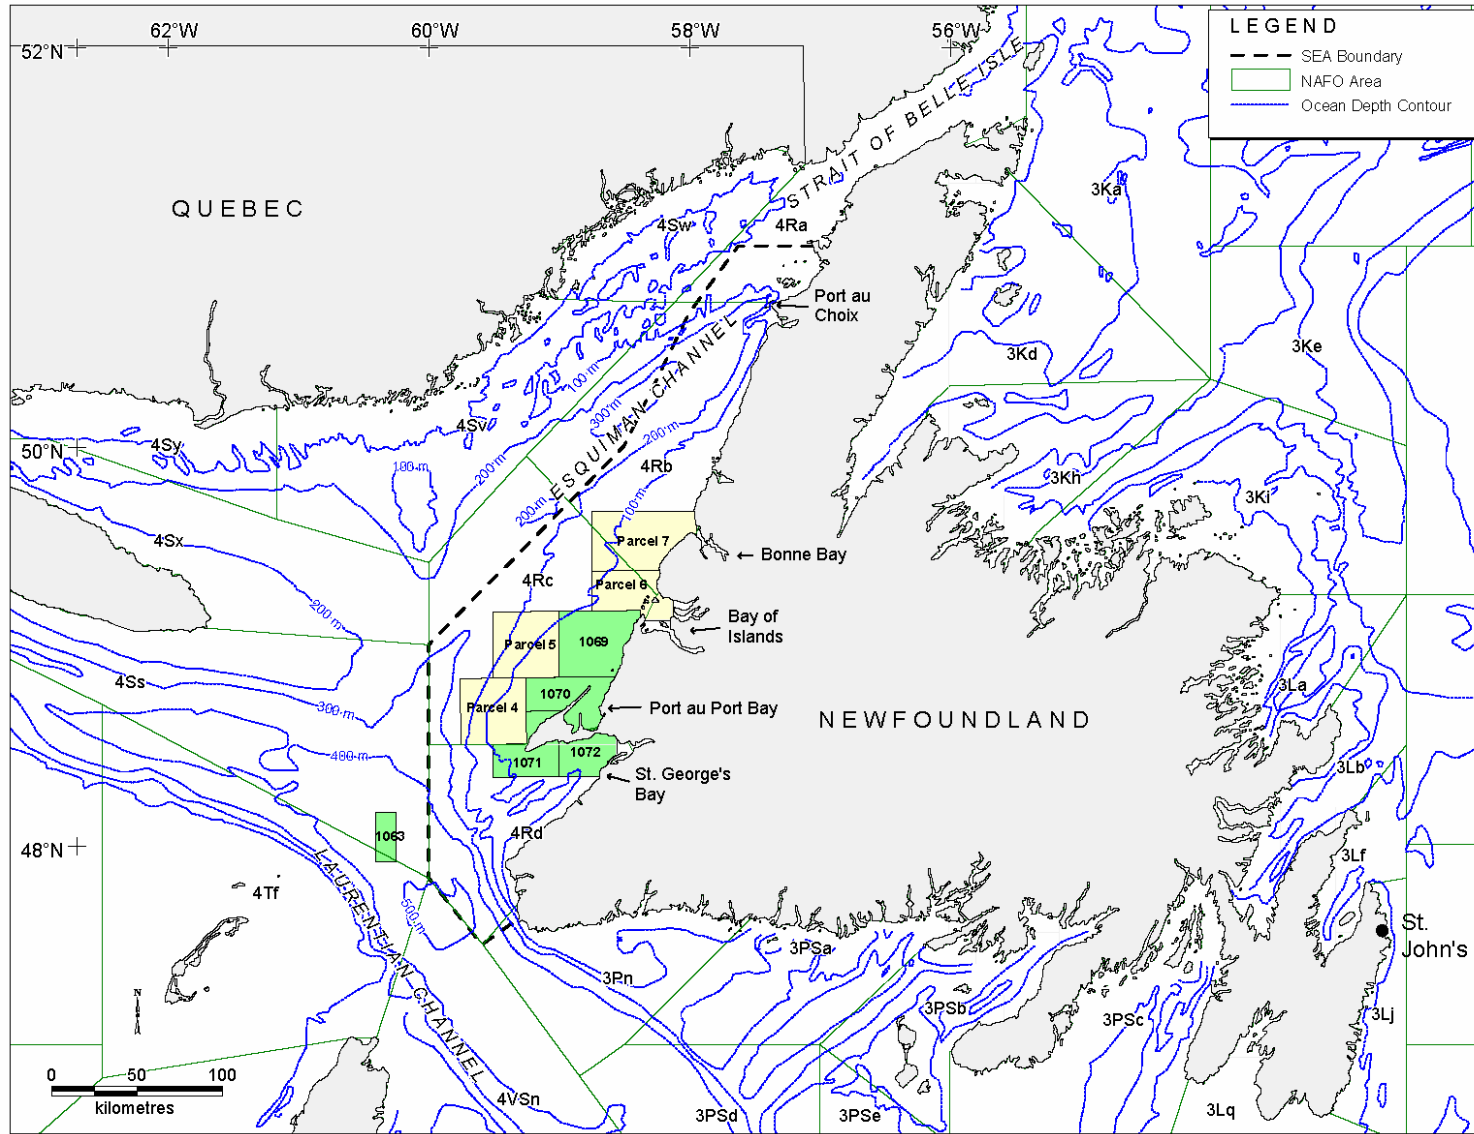 62°W
60°W
58°W
56°W
52°N
LEGEND
SEA Boundary
NAFO Area
Ocean Depth Contour
STRAIT OF BELLE ISLE
3Ka
QUEBEC
4Sw
4Ra
Port au
Choix
3Kd
3Ke
ESQUIMAN CHANNEL
100 m
300 m
200 m
4Sv
4Sy
50°N
100 m
200 m
4Rb
3Kh
3Ki
200 m
100 m
4Sx
Parcel 7
Bonne Bay
4Rc
Parcel 6
200 m
Bay of
Islands
Parcel 5
1069
4Ss
3La
300 m
1070
Parcel 4
Port au Port Bay
NEWFOUNDLAND
400 m
1071
1072
St. George's
Bay
3Lb
1063
4Rd
48°N
3Lf
LAURENTIAN CHANNEL
4Tf
500 m
St.
John's
3PSa
3Pn
N
3PSb
3PSc
3Lj
0 50 100
kilometres
4VSn
3PSd
3PSe
3Lq